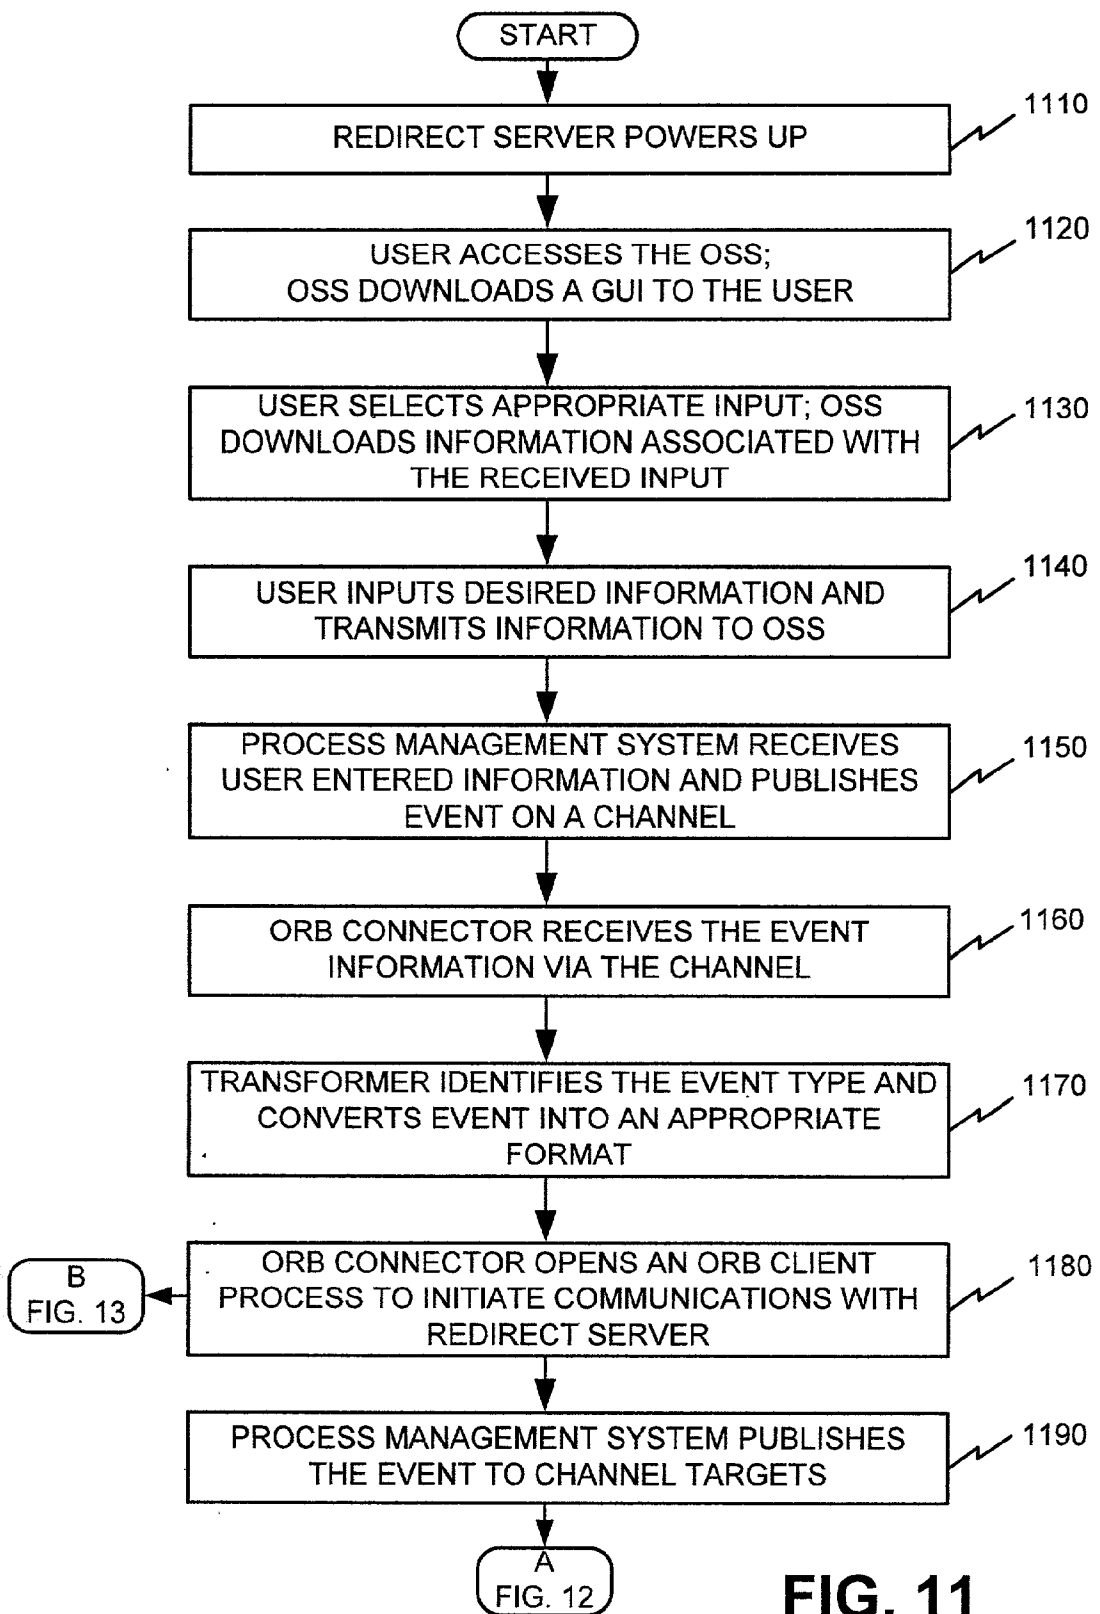 START
REDIRECT SERVER POWERS UP
1110
USER ACCESSES THE OSS;
OSS DOWNLOADS A GUI TO THE USER
1120
USER SELECTS APPROPRIATE INPUT; OSS
DOWNLOADS INFORMATION ASSOCIATED WITH
THE RECEIVED INPUT
1130
USER INPUTS DESIRED INFORMATION AND
TRANSMITS INFORMATION TO OSS
1140
PROCESS MANAGEMENT SYSTEM RECEIVES
USER ENTERED INFORMATION AND PUBLISHES
EVENT ON A CHANNEL
1150
ORB CONNECTOR RECEIVES THE EVENT
INFORMATION VIA THE CHANNEL
1160
TRANSFORMER IDENTIFIES THE EVENT TYPE AND
CONVERTS EVENT INTO AN APPROPRIATE
FORMAT
1170
ORB CONNECTOR OPENS AN ORB CLIENT
PROCESS TO INITIATE COMMUNICATIONS WITH
REDIRECT SERVER
1180
B
FIG. 13
PROCESS MANAGEMENT SYSTEM PUBLISHES
THE EVENT TO CHANNEL TARGETS
1190
A
FIG. 12
FIG. 11